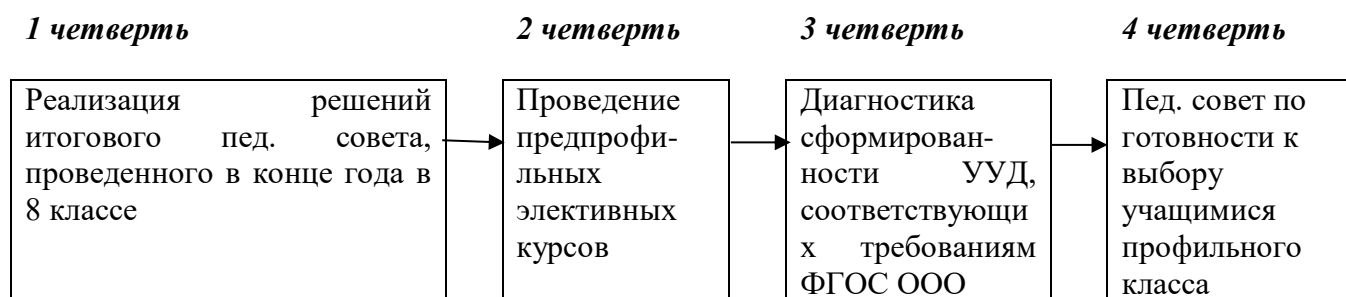 1 четверть
2 четверть
3 четверть
4 четверть
Реализация решений
итогового пед. совета,
проведенного в конце года в
8 классе
Проведение
предпрофи-
льных
элективных
курсов
Диагностика
сформирован-
ности УУД,
соответствующи
х требованиям
ФГОС ООО
Пед. совет по
готовности к
выбору
учащимися
профильного
класса